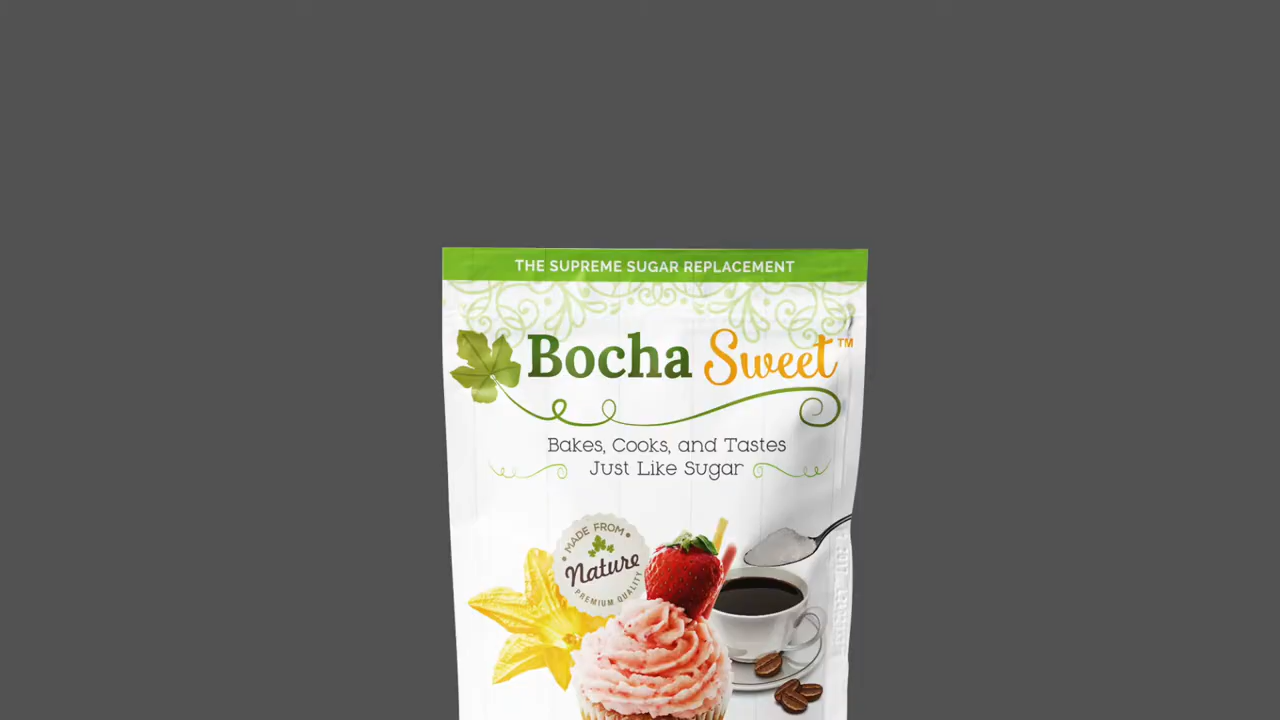 THE SUPREME SUGAR REPLACEMENT
Bocha Sweet™
Bakes, Cooks, and Tastes
Just Like Sugar
MADE FROM
Nature
PREMIUM QUALITY